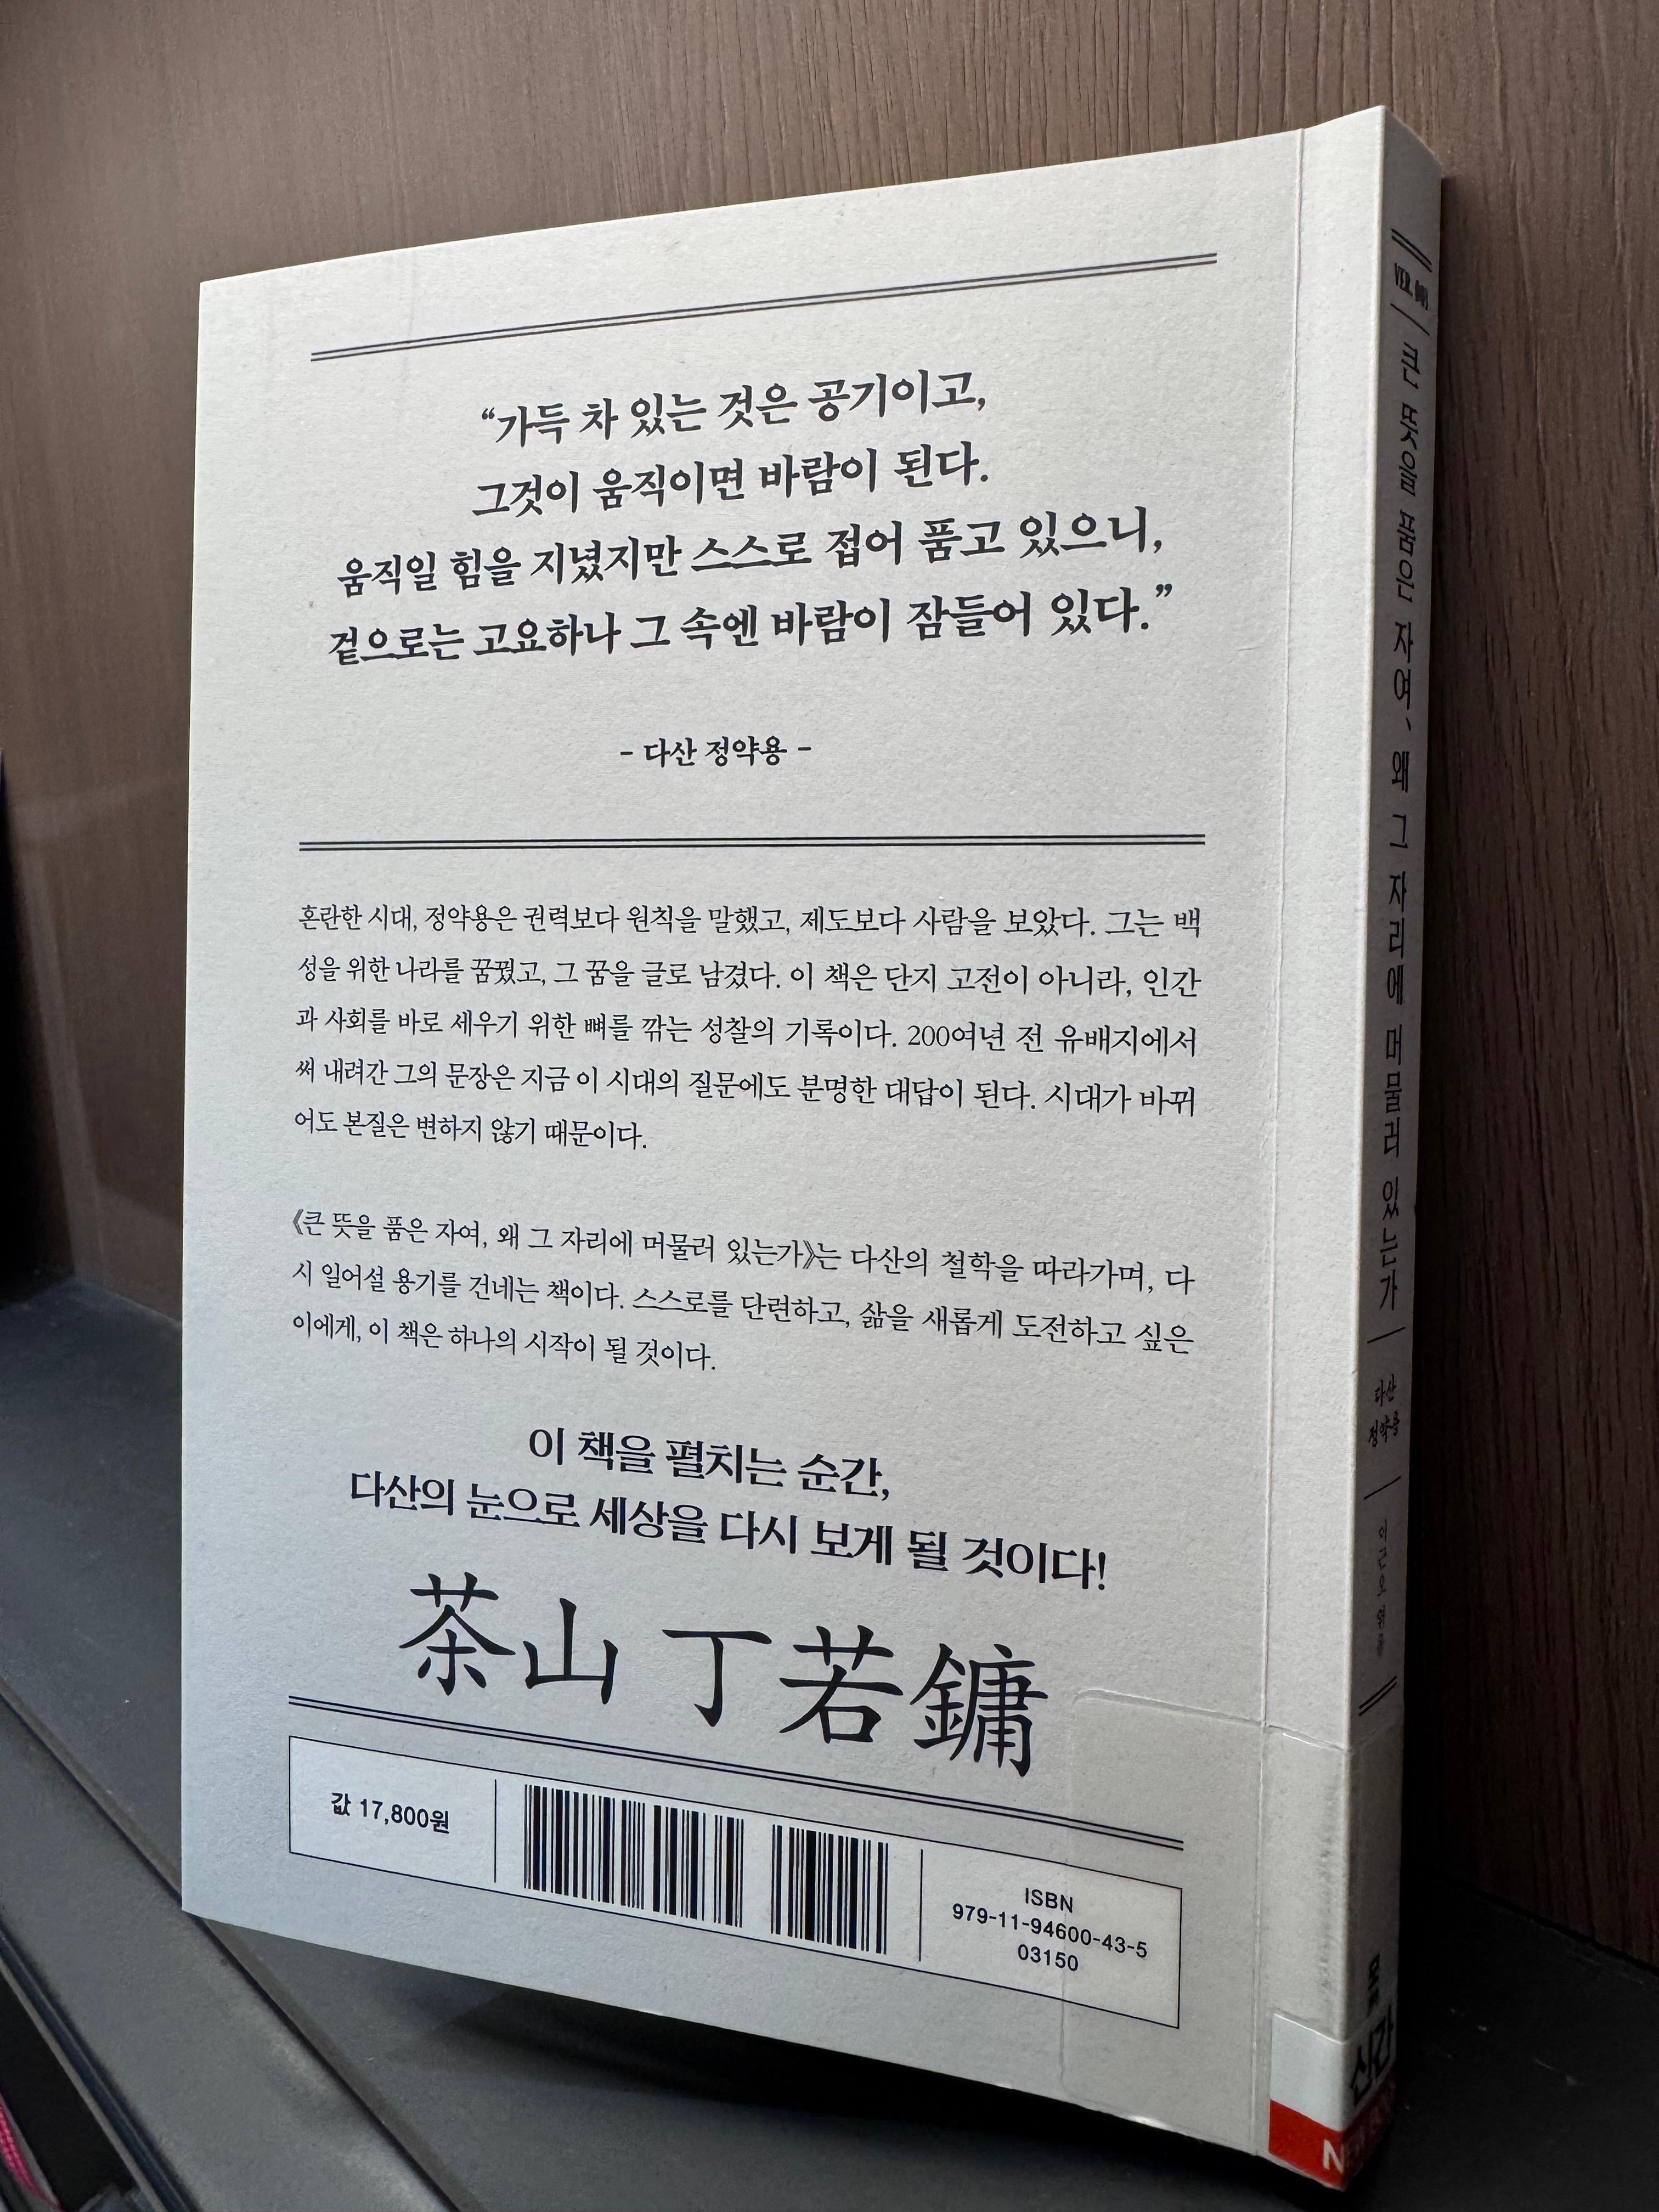 “가득 차 있는 것은 공기이고,
그것이 움직이면 바람이 된다.
움직일 힘을 지녔지만 스스로 접어 품고 있으니,
겉으로는 고요하나 그 속엔 바람이 잠들어 있다.”
- 다산 정약용 -
혼란한 시대, 정약용은 권력보다 원칙을 말했고, 제도보다 사람을 보았다. 그는 백
성을 위한 나라를 꿈꿨고, 그 꿈을 글로 남겼다. 이 책은 단지 고전이 아니라, 인간
과 사회를 바로 세우기 위한 뼈를 깎는 성찰의 기록이다. 200여년 전 유배지에서
써 내려간 그의 문장은 지금 이 시대의 질문에도 분명한 대답이 된다. 시대가 바뀌
어도 본질은 변하지 않기 때문이다.
《큰 뜻을 품은 자여, 왜 그 자리에 머물러 있는가》는 다산의 철학을 따라가며, 다
시 일어설 용기를 건네는 책이다. 스스로를 단련하고, 삶을 새롭게 도전하고 싶은
이에게, 이 책은 하나의 시작이 될 것이다.
이 책을 펼치는 순간,
다산의 눈으로 세상을 다시 보게 될 것이다!
茶山 丁若鏞
값 17,800원
ISBN
979-11-94600-43-5
03150
VER.
큰 뜻을 품은 자여, 왜 그 자리에 머물러 있는가
다산
정약용
이근오 엮음
신간